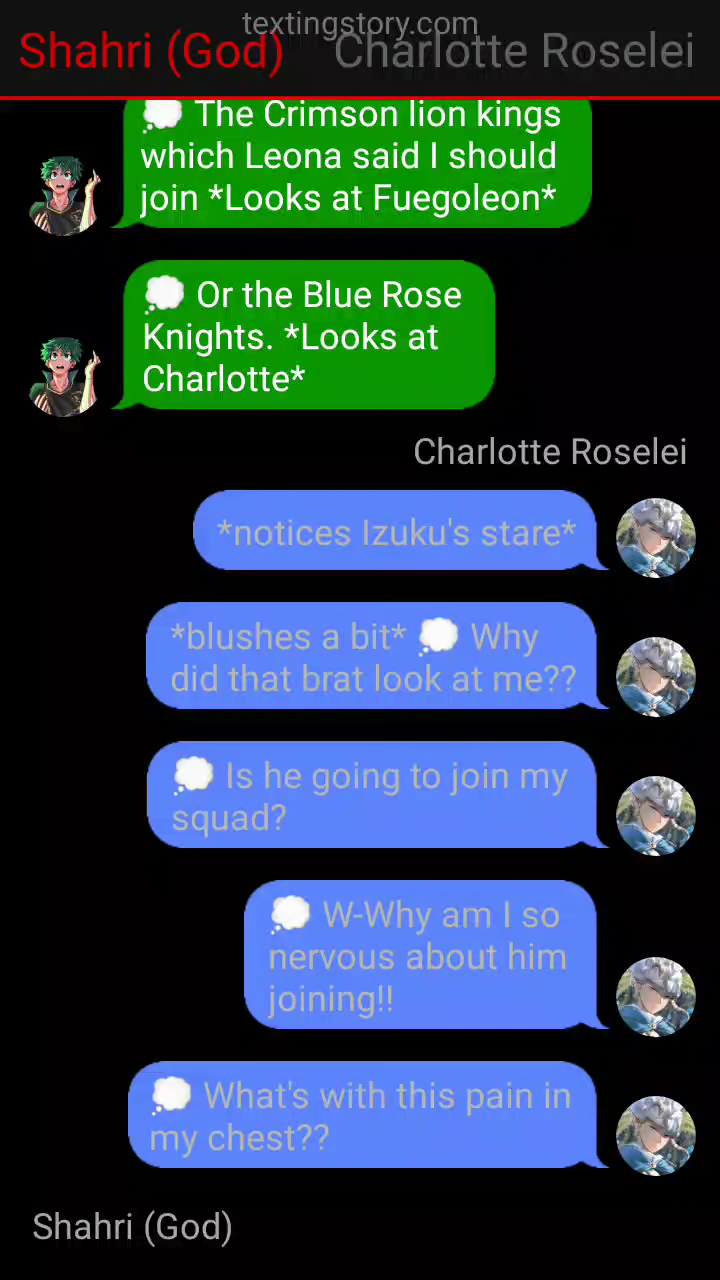 textingstory.com
Shahri (God) Charlotte Roselei
💭 The Crimson lion kings
which Leona said I should
join *Looks at Fuegoleon*
💭 Or the Blue Rose
Knights. *Looks at
Charlotte*
Charlotte Roselei
*notices Izuku's stare*
*blushes a bit* 💭 Why
did that brat look at me??
💭 Is he going to join my
squad?
💭 W-Why am I so
nervous about him
joining!!
💭 What's with this pain in
my chest??
Shahri (God)